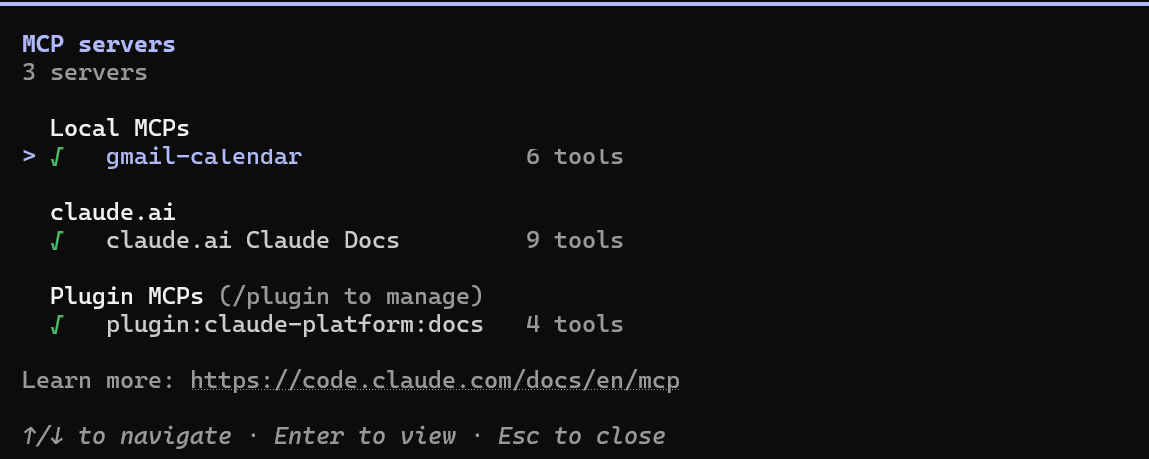 MCP servers
3 servers
Local MCPs
> √ gmail-calendar 6 tools
claude.ai
√ claude.ai Claude Docs 9 tools
Plugin MCPs (/plugin to manage)
√ plugin:claude-platform:docs 4 tools
Learn more: https://code.claude.com/docs/en/mcp
↑/↓ to navigate · Enter to view · Esc to close